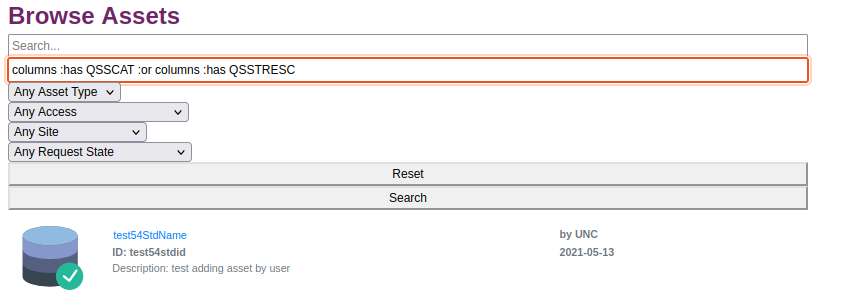 Browse Assets
Search...
columns :has QSSCAT :or columns :has QSSTRESC
Any Asset Type
Any Access
Any Site
Any Request State
Reset
Search
test54StdName by UNC
ID: test54stdid 2021-05-13
Description: test adding asset by user